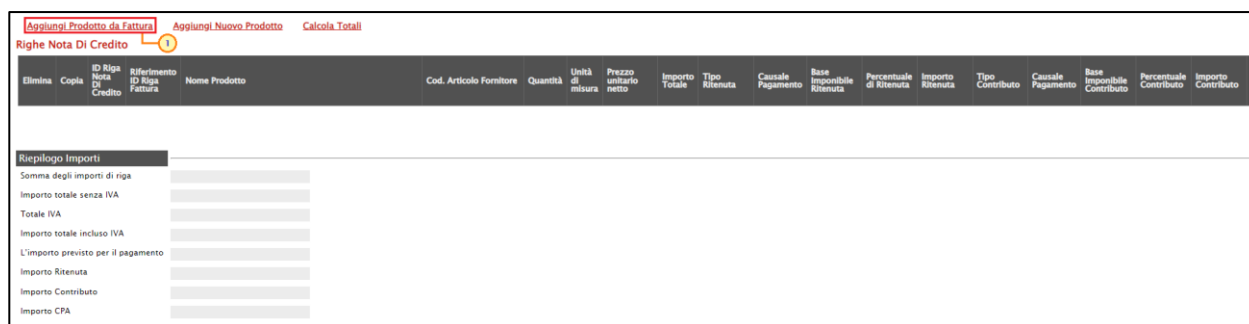 Aggiungi Prodotto da Fattura Aggiungi Nuovo Prodotto Calcola Totali
Righe Nota Di Credito 1
Elimina Copia ID Riga Nota Di Credito Riferimento ID Riga Fattura Nome Prodotto Cod. Articolo Fornitore Quantità Unità di misura Prezzo unitario netto Importo Totale Tipo Ritenuta Causale Pagamento Base Imponibile Ritenuta Percentuale di Ritenuta Importo Ritenuta Tipo Contributo Causale Pagamento Base Imponibile Contributo Percentuale Contributo Importo Contributo
Riepilogo Importi
Somma degli importi di riga
Importo totale senza IVA
Totale IVA
Importo totale incluso IVA
L'importo previsto per il pagamento
Importo Ritenuta
Importo Contributo
Importo CPA